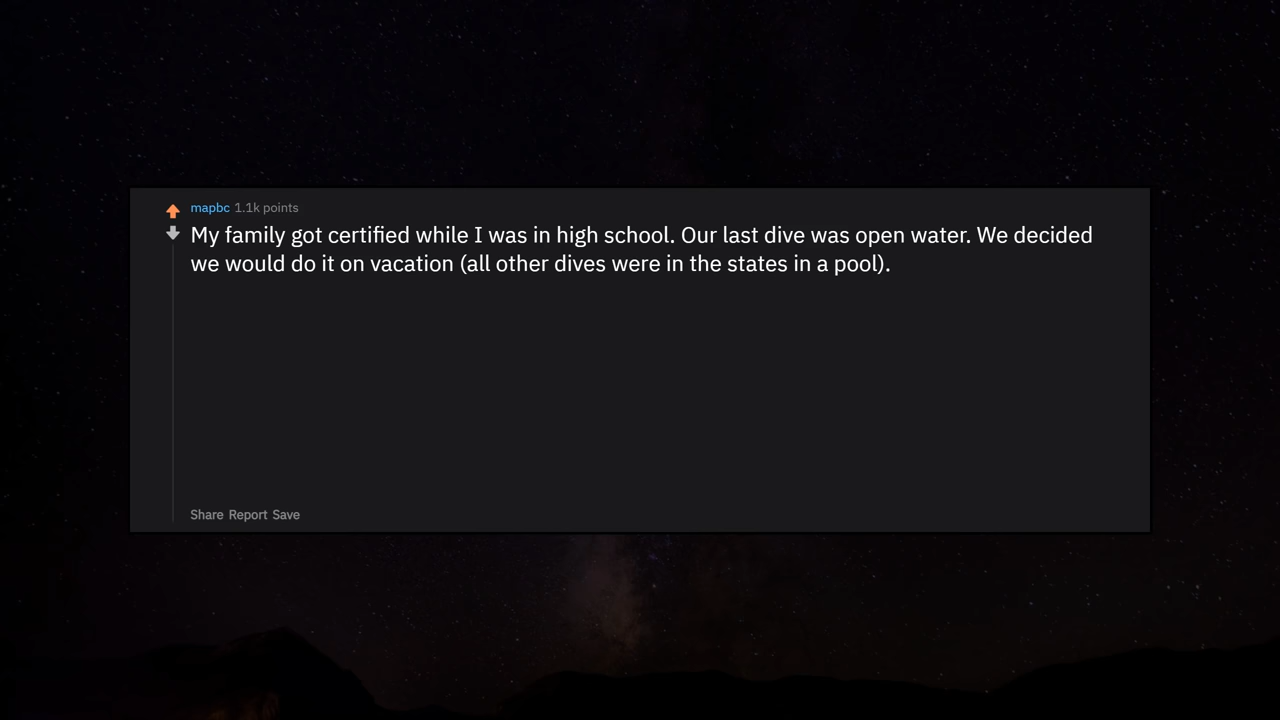 mapbc 1.1k points
My family got certified while I was in high school. Our last dive was open water. We decided
we would do it on vacation (all other dives were in the states in a pool).
Share Report Save